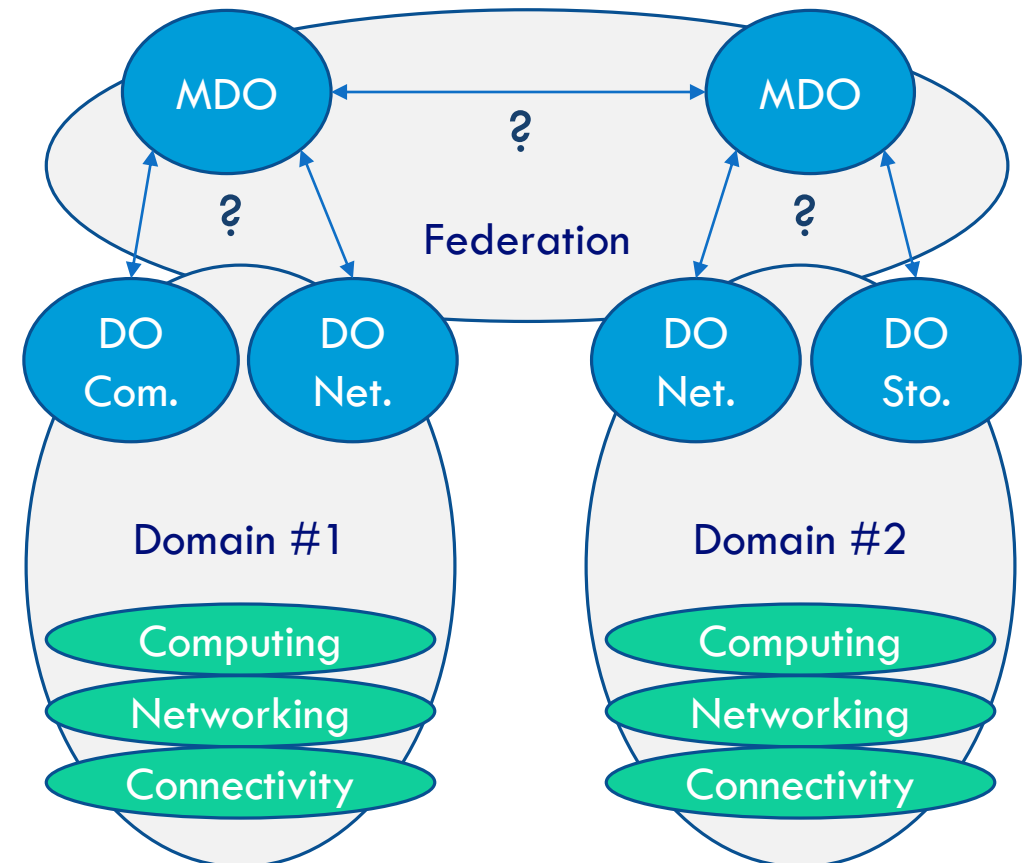 MDO
MDO
?
?
?
Federation
DO
Com.
DO
Net.
DO
Net.
DO
Sto.
Domain #1
Domain #2
Computing
Computing
Networking
Networking
Connectivity
Connectivity